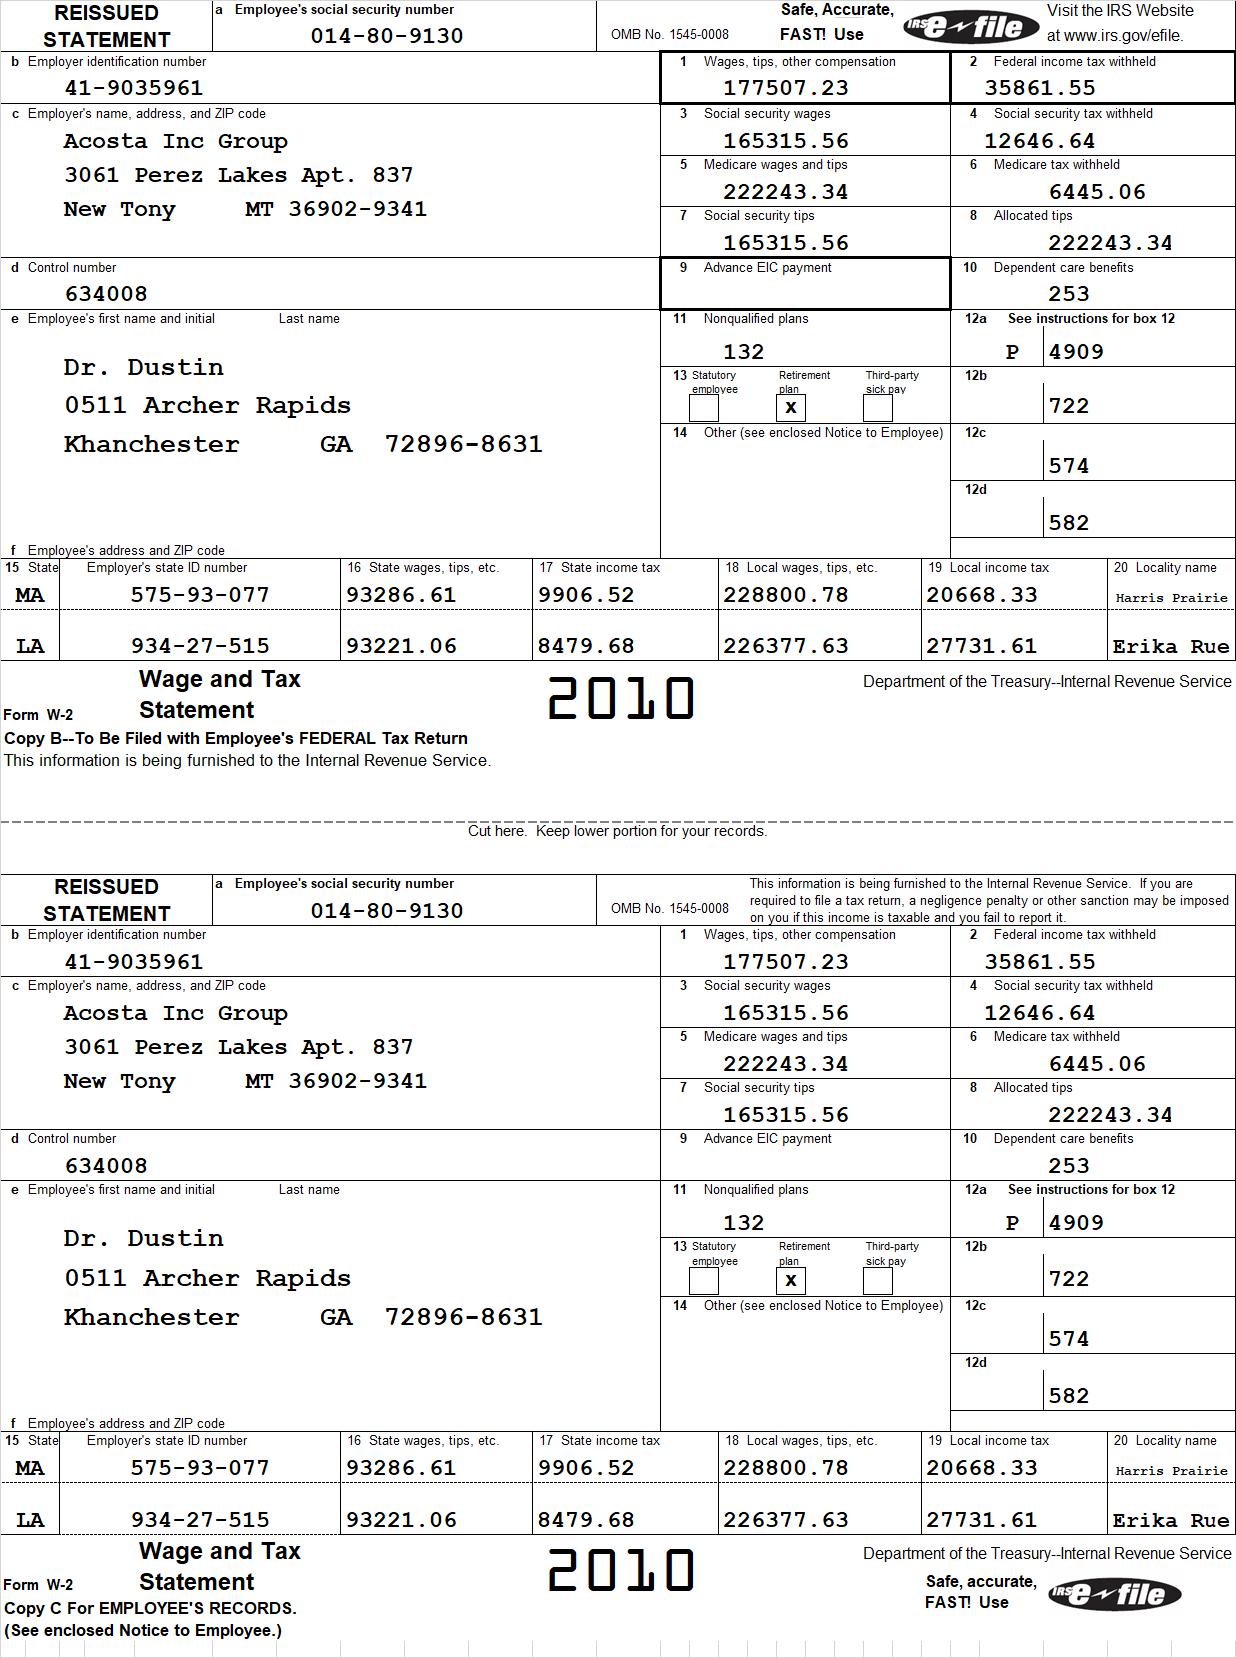 REISSUED STATEMENT
a Employee's social security number
014-80-9130
OMB No. 1545-0008
Safe, Accurate, FAST! Use
IRS e-file
Visit the IRS Website at www.irs.gov/efile.
b Employer identification number
41-9035961
1 Wages, tips, other compensation
177507.23
2 Federal income tax withheld
35861.55
c Employer's name, address, and ZIP code
Acosta Inc Group
3061 Perez Lakes Apt. 837
New Tony MT 36902-9341
3 Social security wages
165315.56
4 Social security tax withheld
12646.64
5 Medicare wages and tips
222243.34
6 Medicare tax withheld
6445.06
7 Social security tips
165315.56
8 Allocated tips
222243.34
d Control number
634008
9 Advance EIC payment
10 Dependent care benefits
253
e Employee's first name and initial Last name
Dr. Dustin
0511 Archer Rapids
Khanchester GA 72896-8631
11 Nonqualified plans
132
12a See instructions for box 12
P 4909
13 Statutory employee Retirement plan Third-party sick pay
X
12b
722
14 Other (see enclosed Notice to Employee)
12c
574
12d
582
f Employee's address and ZIP code
15 State Employer's state ID number 16 State wages, tips, etc. 17 State income tax 18 Local wages, tips, etc. 19 Local income tax 20 Locality name
MA 575-93-077 93286.61 9906.52 228800.78 20668.33 Harris Prairie
LA 934-27-515 93221.06 8479.68 226377.63 27731.61 Erika Rue
Form W-2 Wage and Tax Statement
2010
Department of the Treasury--Internal Revenue Service
Copy B--To Be Filed with Employee's FEDERAL Tax Return
This information is being furnished to the Internal Revenue Service.
Cut here. Keep lower portion for your records.
REISSUED STATEMENT
a Employee's social security number
014-80-9130
OMB No. 1545-0008
This information is being furnished to the Internal Revenue Service. If you are
required to file a tax return, a negligence penalty or other sanction may be imposed
on you if this income is taxable and you fail to report it.
b Employer identification number
41-9035961
1 Wages, tips, other compensation
177507.23
2 Federal income tax withheld
35861.55
c Employer's name, address, and ZIP code
Acosta Inc Group
3061 Perez Lakes Apt. 837
New Tony MT 36902-9341
3 Social security wages
165315.56
4 Social security tax withheld
12646.64
5 Medicare wages and tips
222243.34
6 Medicare tax withheld
6445.06
7 Social security tips
165315.56
8 Allocated tips
222243.34
d Control number
634008
9 Advance EIC payment
10 Dependent care benefits
253
e Employee's first name and initial Last name
Dr. Dustin
0511 Archer Rapids
Khanchester GA 72896-8631
11 Nonqualified plans
132
12a See instructions for box 12
P 4909
13 Statutory employee Retirement plan Third-party sick pay
X
12b
722
14 Other (see enclosed Notice to Employee)
12c
574
12d
582
f Employee's address and ZIP code
15 State Employer's state ID number 16 State wages, tips, etc. 17 State income tax 18 Local wages, tips, etc. 19 Local income tax 20 Locality name
MA 575-93-077 93286.61 9906.52 228800.78 20668.33 Harris Prairie
LA 934-27-515 93221.06 8479.68 226377.63 27731.61 Erika Rue
Form W-2 Wage and Tax Statement
2010
Department of the Treasury--Internal Revenue Service
Safe, accurate, FAST! Use
IRS e-file
Copy C For EMPLOYEE'S RECORDS.
(See enclosed Notice to Employee.)